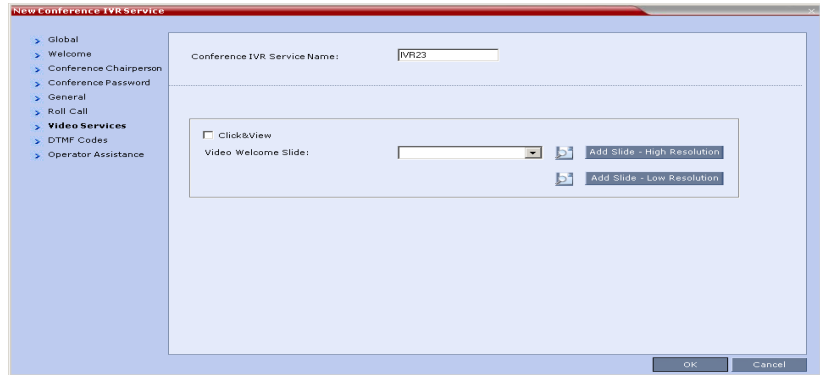 New Conference IVR Service
Global
Welcome
Conference Chairperson
Conference Password
General
Roll Call
Video Services
DTMF Codes
Operator Assistance
Conference IVR Service Name: IVR23
Click&View
Video Welcome Slide: Add Slide - High Resolution
Add Slide - Low Resolution
OK Cancel